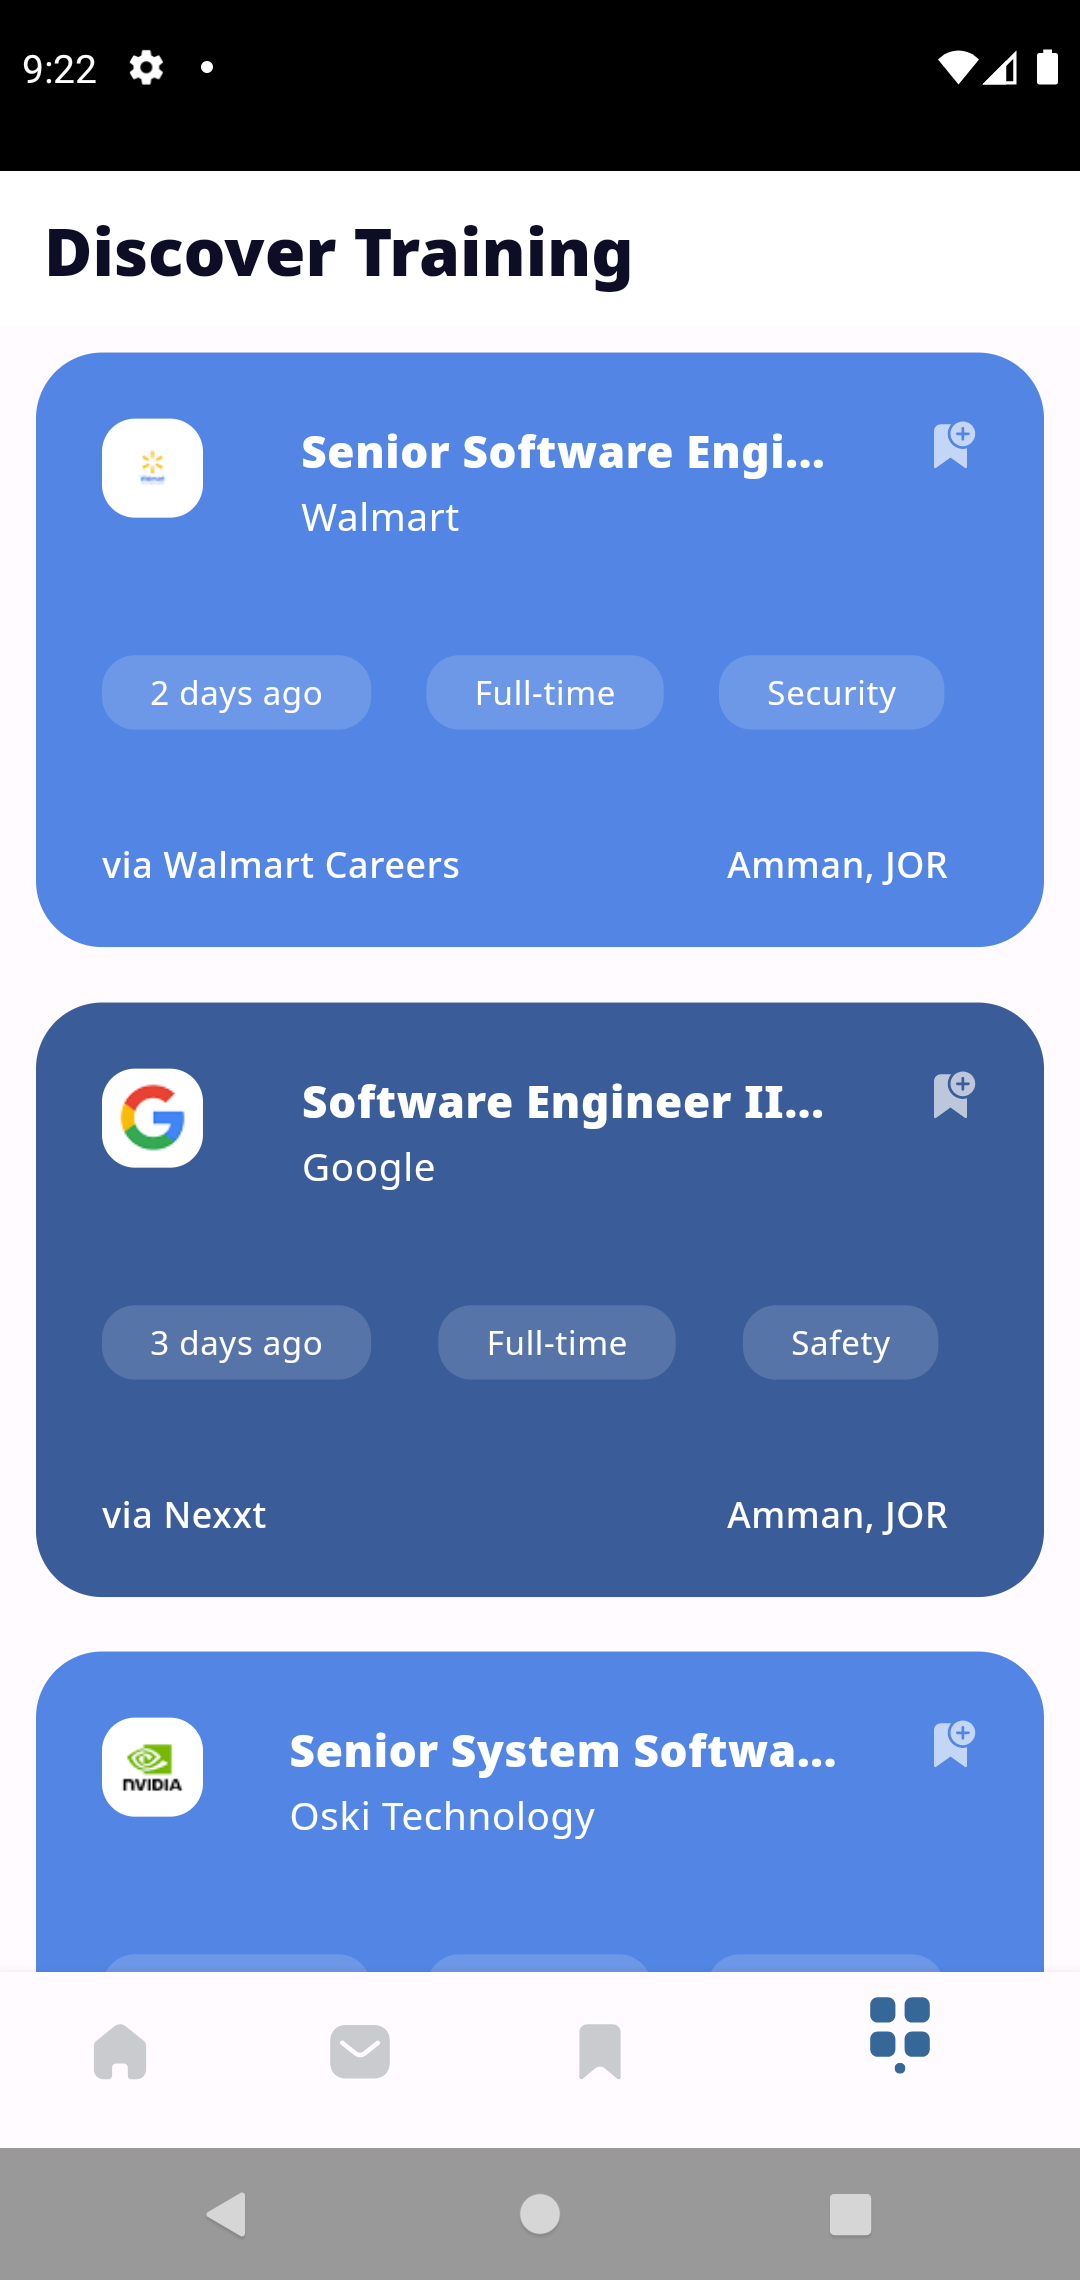 9:22
Discover Training
Senior Software Engi...
Walmart
Walmart
2 days ago Full-time Security
via Walmart Careers Amman, JOR
Software Engineer II...
Google
3 days ago Full-time Safety
via Nexxt Amman, JOR
Senior System Softwa...
NVIDIA
Oski Technology